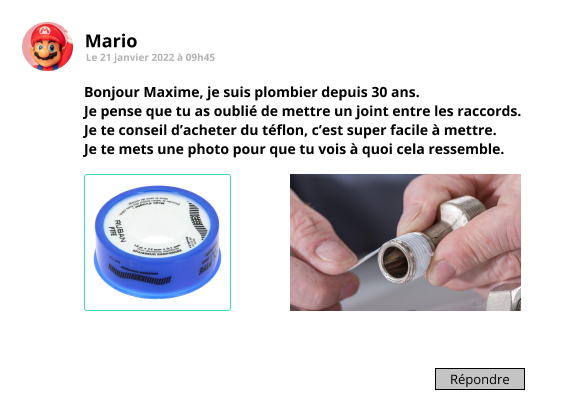 Mario
Le 21 janvier 2022 à 09h45
Bonjour Maxime, je suis plombier depuis 30 ans.
Je pense que tu as oublié de mettre un joint entre les raccords.
Je te conseil d’acheter du téflon, c’est super facile à mettre.
Je te mets une photo pour que tu vois à quoi cela ressemble.
RUBAN
PTFE
Répondre